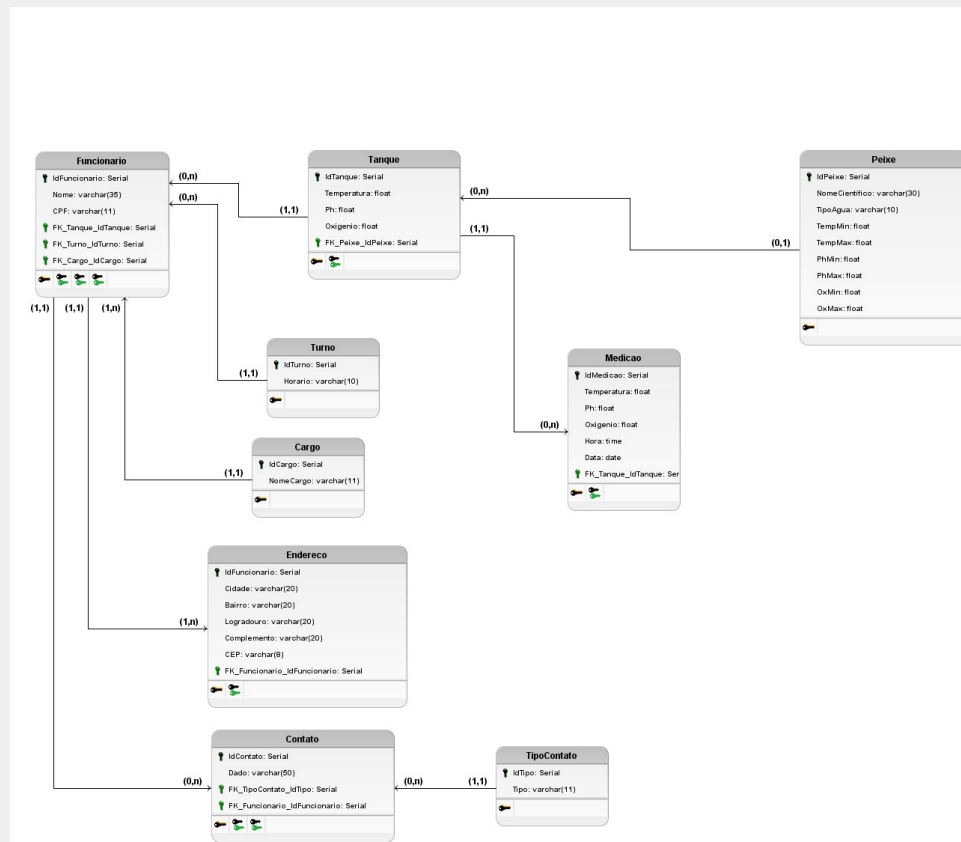 Funcionario
IdFuncionario: Serial
Nome: varchar(35)
CPF: varchar(11)
FK_Tanque_IdTanque: Serial
FK_Turno_IdTurno: Serial
FK_Cargo_IdCargo: Serial
(0,n)
(0,n)
(1,1)
(1,1)
(1,1)
(1,n)
Tanque
IdTanque: Serial
Temperatura: float
Ph: float
Oxigenio: float
FK_Peixe_IdPeixe: Serial
(0,n)
(1,1)
(0,1)
Peixe
IdPeixe: Serial
NomeCientifico: varchar(30)
TipoAgua: varchar(10)
TempMin: float
TempMax: float
PhMin: float
PhMax: float
OxMin: float
OxMax: float
Turno
IdTurno: Serial
Horario: varchar(10)
(1,1)
Medicao
IdMedicao: Serial
Temperatura: float
Ph: float
Oxigenio: float
Hora: time
Data: date
FK_Tanque_IdTanque: Ser
(0,n)
Cargo
IdCargo: Serial
NomeCargo: varchar(11)
(1,1)
Endereco
IdFuncionario: Serial
Cidade: varchar(20)
Bairro: varchar(20)
Logradouro: varchar(20)
Complemento: varchar(20)
CEP: varchar(8)
FK_Funcionario_IdFuncionario: Serial
(1,n)
Contato
IdContato: Serial
Dado: varchar(50)
FK_TipoContato_IdTipo: Serial
FK_Funcionario_IdFuncionario: Serial
(0,n)
(0,n)
(1,1)
TipoContato
IdTipo: Serial
Tipo: varchar(11)